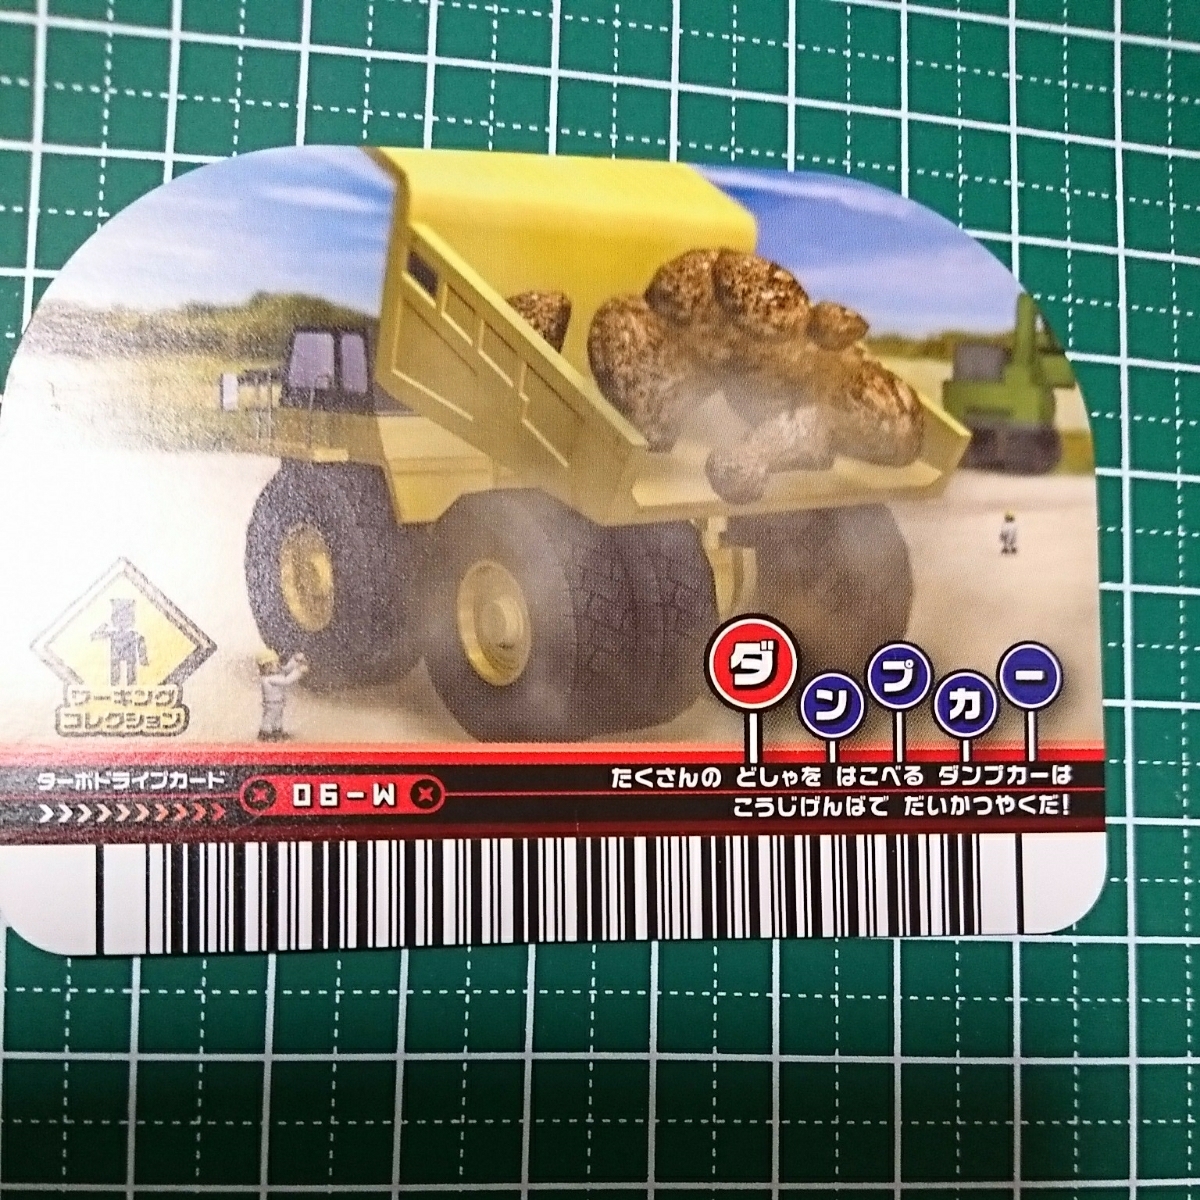 ダンプカー
ワーキング
コレクション
ターボドライブカード
06-W
たくさんの どしゃを はこべる ダンプカーは
こうじげんばで だいかつやくだ!